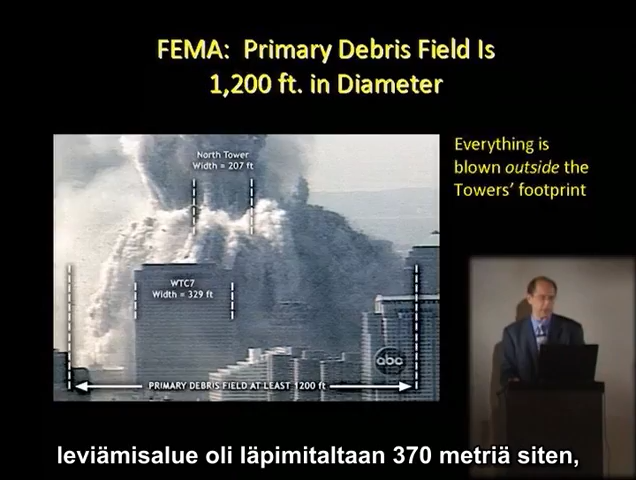 FEMA: Primary Debris Field Is
1,200 ft. in Diameter
Everything is
blown outside the
Towers' footprint
North Tower
Width = 207 ft
WTC7
Width = 329 ft
abc
PRIMARY DEBRIS FIELD AT LEAST 1200 ft
leviämisalue oli läpimitaltaan 370 metriä siten,